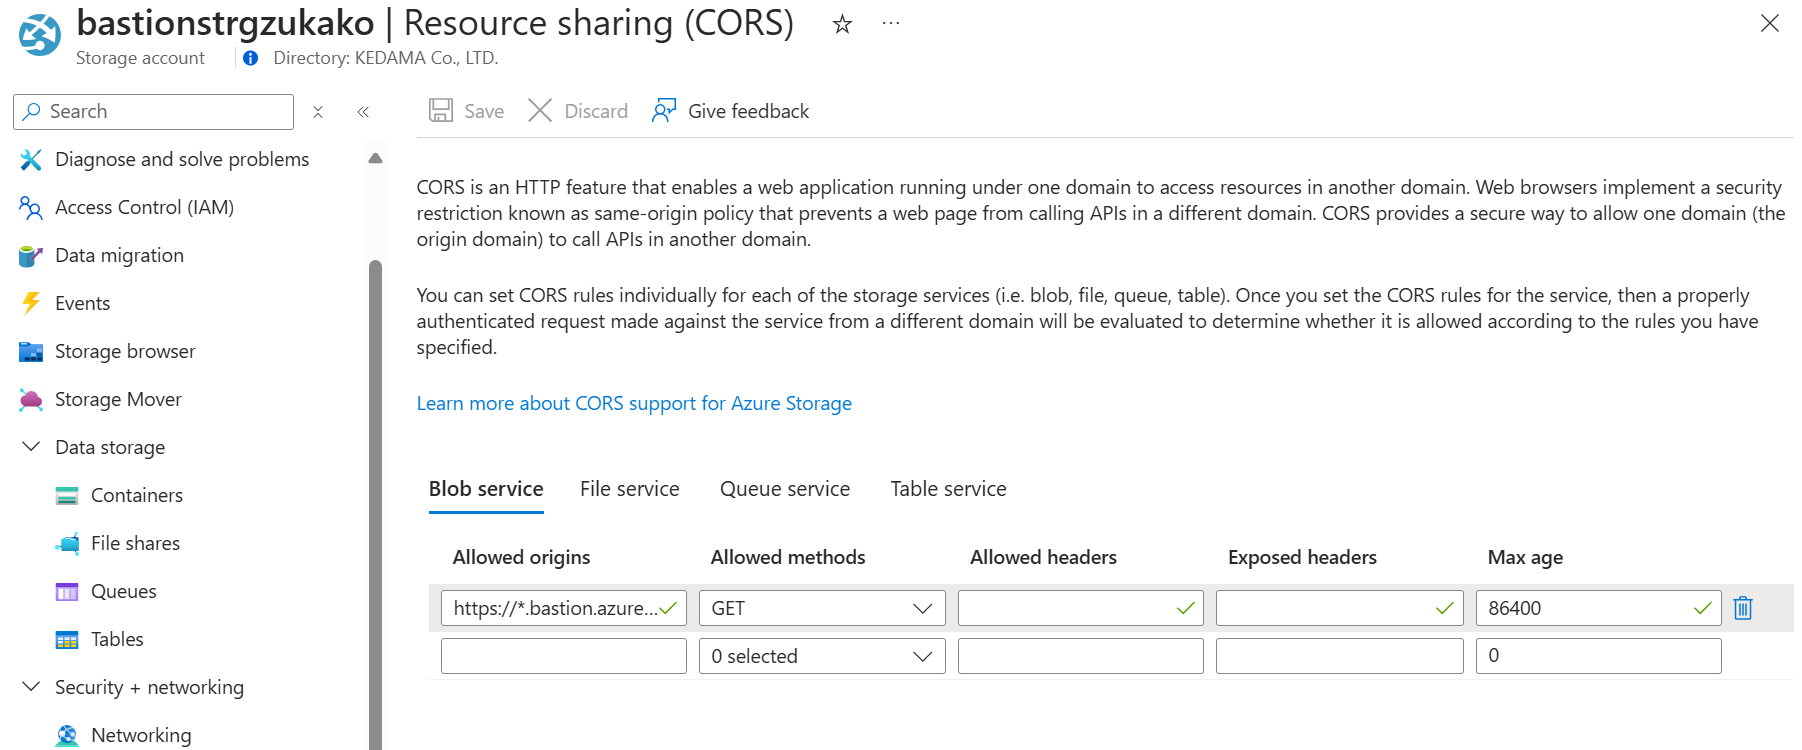 bastionstrgzukako | Resource sharing (CORS)
Storage account
Directory: KEDAMA Co., LTD.
Search
Save
Discard
Give feedback
Diagnose and solve problems
Access Control (IAM)
Data migration
Events
Storage browser
Storage Mover
Data storage
Containers
File shares
Queues
Tables
Security + networking
Networking
CORS is an HTTP feature that enables a web application running under one domain to access resources in another domain. Web browsers implement a security
restriction known as same-origin policy that prevents a web page from calling APIs in a different domain. CORS provides a secure way to allow one domain (the
origin domain) to call APIs in another domain.
You can set CORS rules individually for each of the storage services (i.e. blob, file, queue, table). Once you set the CORS rules for the service, then a properly
authenticated request made against the service from a different domain will be evaluated to determine whether it is allowed according to the rules you have
specified.
Learn more about CORS support for Azure Storage
Blob service File service Queue service Table service
Allowed origins Allowed methods Allowed headers Exposed headers Max age
https://*.bastion.azure... GET 86400
0 selected 0